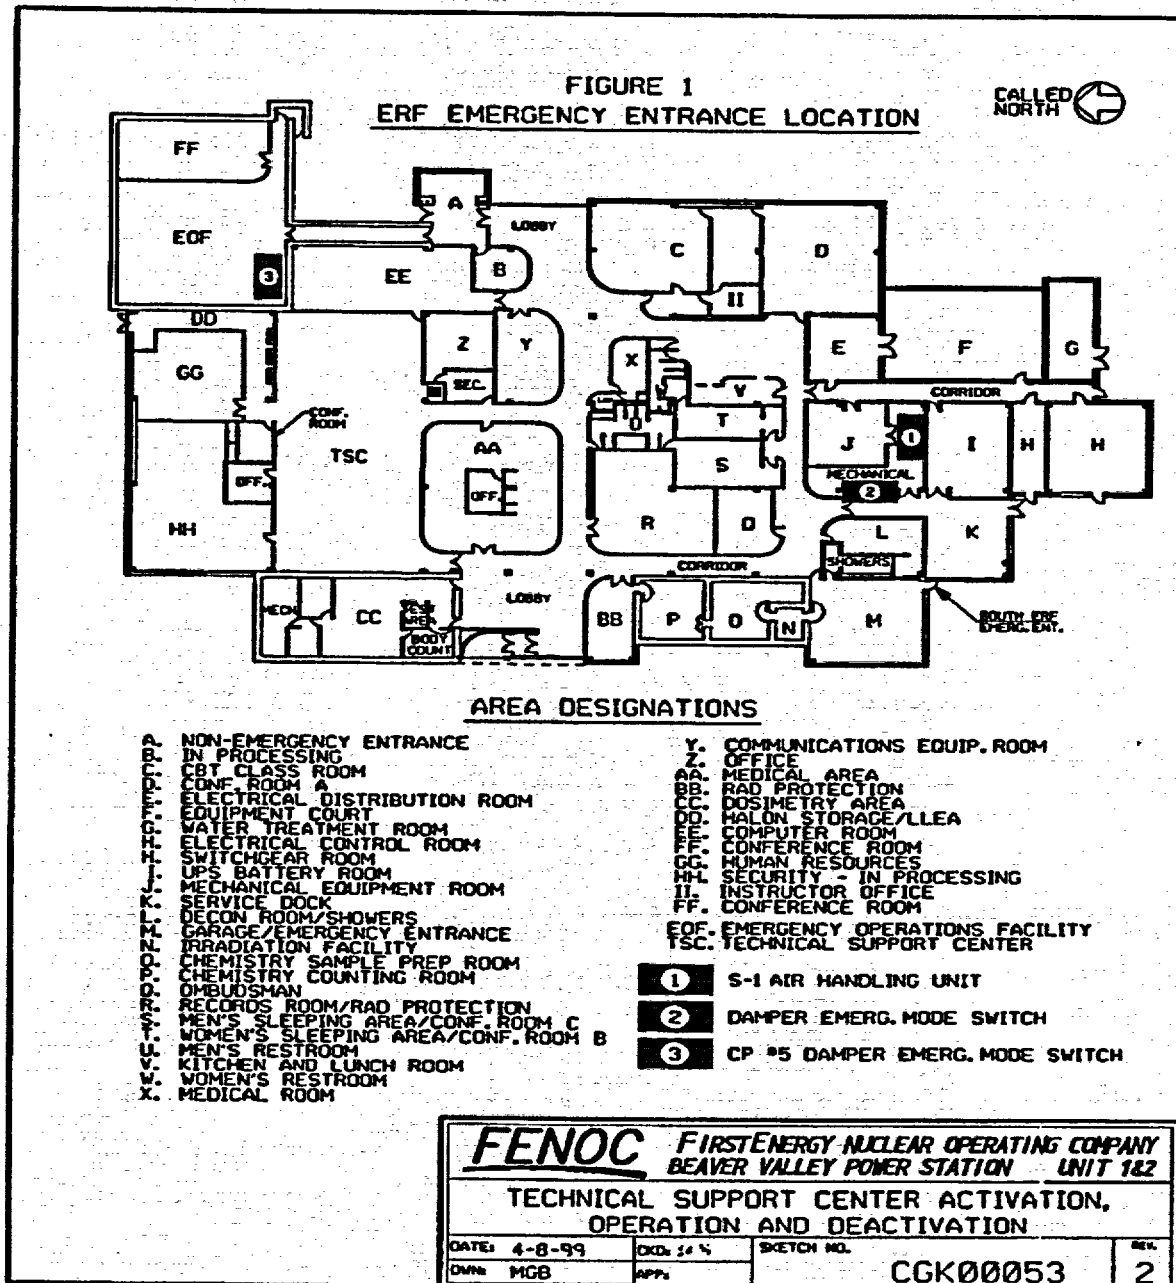 FIGURE 1
ERF EMERGENCY ENTRANCE LOCATION
CALLED
NORTH
FF
A
LOBBY
EOF
C
D
3
EE
B
II
DD
Z
Y
X
E
F
G
GG
SEC.
V
CORRIDOR
CONF.
ROOM
U
T
TSC
AA
J
1
I
H
H
S
MECHANICAL
OFF.
OFF.
2
HH
R
O
L
K
SHOWERS
CORRIDOR
MECH.
CC
TEST
AREA
LOBBY
BB
P
O
N
M
SOUTH ERF
EMERG. ENT.
BODY
COUNT
AREA DESIGNATIONS
A. NON-EMERGENCY ENTRANCE
B. IN PROCESSING
C. CBT CLASS ROOM
D. CONF. ROOM A
E. ELECTRICAL DISTRIBUTION ROOM
F. EQUIPMENT COURT
G. WATER TREATMENT ROOM
H. ELECTRICAL CONTROL ROOM
H. SWITCHGEAR ROOM
I. UPS BATTERY ROOM
J. MECHANICAL EQUIPMENT ROOM
K. SERVICE DOCK
L. DECON ROOM/SHOWERS
M. GARAGE/EMERGENCY ENTRANCE
N. IRRADIATION FACILITY
O. CHEMISTRY SAMPLE PREP ROOM
P. CHEMISTRY COUNTING ROOM
Q. OMBUDSMAN
R. RECORDS ROOM/RAD PROTECTION
S. MEN'S SLEEPING AREA/CONF. ROOM C
T. WOMEN'S SLEEPING AREA/CONF. ROOM B
U. MEN'S RESTROOM
V. KITCHEN AND LUNCH ROOM
W. WOMEN'S RESTROOM
X. MEDICAL ROOM
Y. COMMUNICATIONS EQUIP. ROOM
Z. OFFICE
AA. MEDICAL AREA
BB. RAD PROTECTION
CC. DOSIMETRY AREA
DD. HALON STORAGE/LLEA
EE. COMPUTER ROOM
FF. CONFERENCE ROOM
GG. HUMAN RESOURCES
HH. SECURITY - IN PROCESSING
II. INSTRUCTOR OFFICE
FF. CONFERENCE ROOM
EOF. EMERGENCY OPERATIONS FACILITY
TSC. TECHNICAL SUPPORT CENTER
1 S-1 AIR HANDLING UNIT
2 DAMPER EMERG. MODE SWITCH
3 CP #5 DAMPER EMERG. MODE SWITCH
FENOC FIRSTENERGY NUCLEAR OPERATING COMPANY
BEAVER VALLEY POWER STATION UNIT 1&2
TECHNICAL SUPPORT CENTER ACTIVATION,
OPERATION AND DEACTIVATION
DATE: 4-8-99 CKD:
SKETCH NO. REV.
DWN: MGB APP:
CGK00053 2